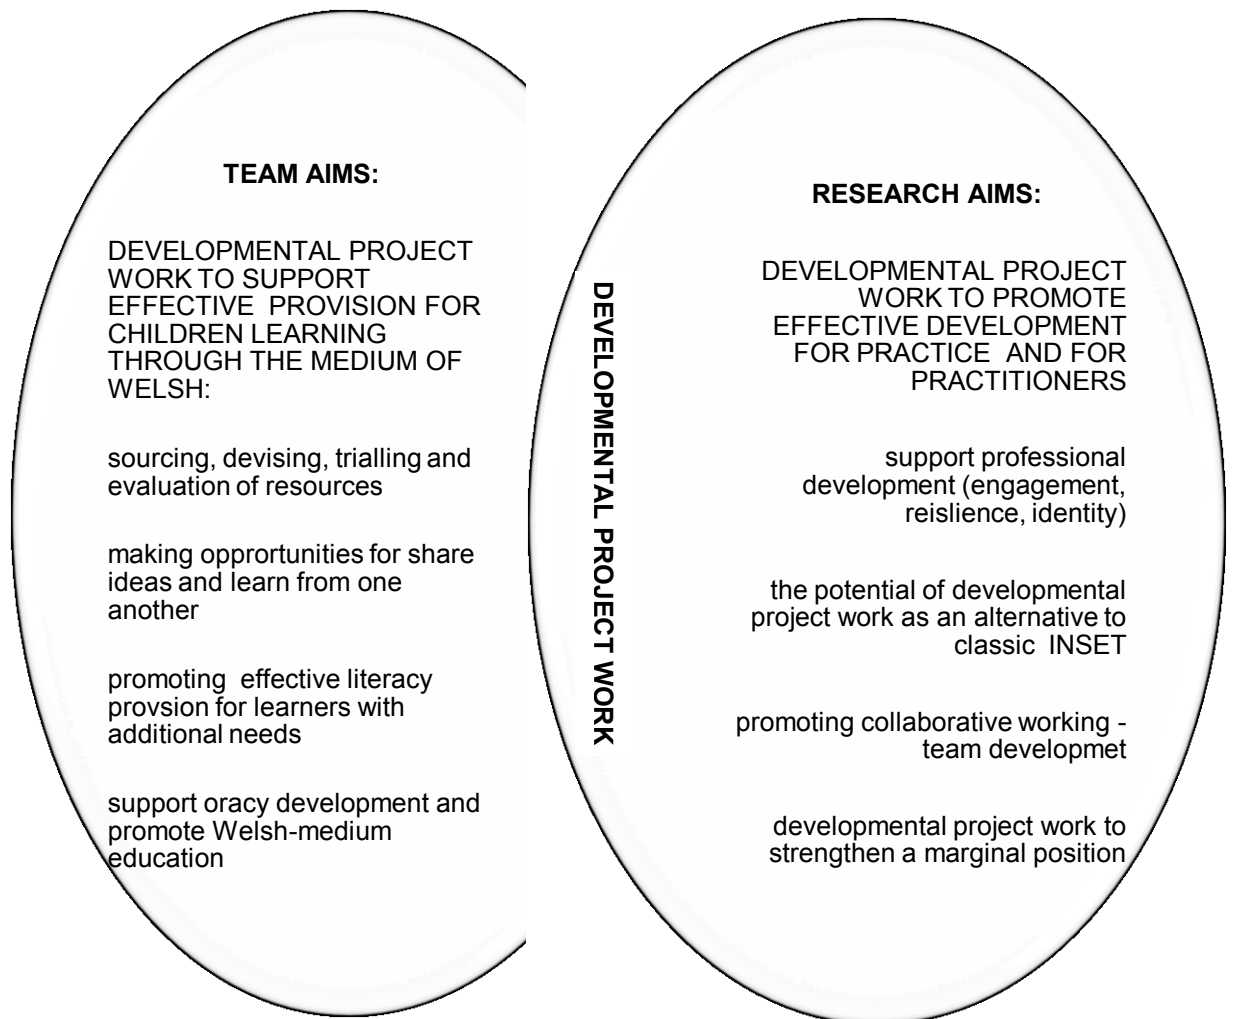 TEAM AIMS:
DEVELOPMENTAL PROJECT
WORK TO SUPPORT
EFFECTIVE PROVISION FOR
CHILDREN LEARNING
THROUGH THE MEDIUM OF
WELSH:
sourcing, devising, trialling and
evaluation of resources
making opprortunities for share
ideas and learn from one
another
promoting effective literacy
provsion for learners with
additional needs
support oracy development and
promote Welsh-medium
education
DEVELOPMENTAL PROJECT WORK
RESEARCH AIMS:
DEVELOPMENTAL PROJECT
WORK TO PROMOTE
EFFECTIVE DEVELOPMENT
FOR PRACTICE AND FOR
PRACTITIONERS
support professional
development (engagement,
reislience, identity)
the potential of developmental
project work as an alternative to
classic INSET
promoting collaborative working -
team developmet
developmental project work to
strengthen a marginal position